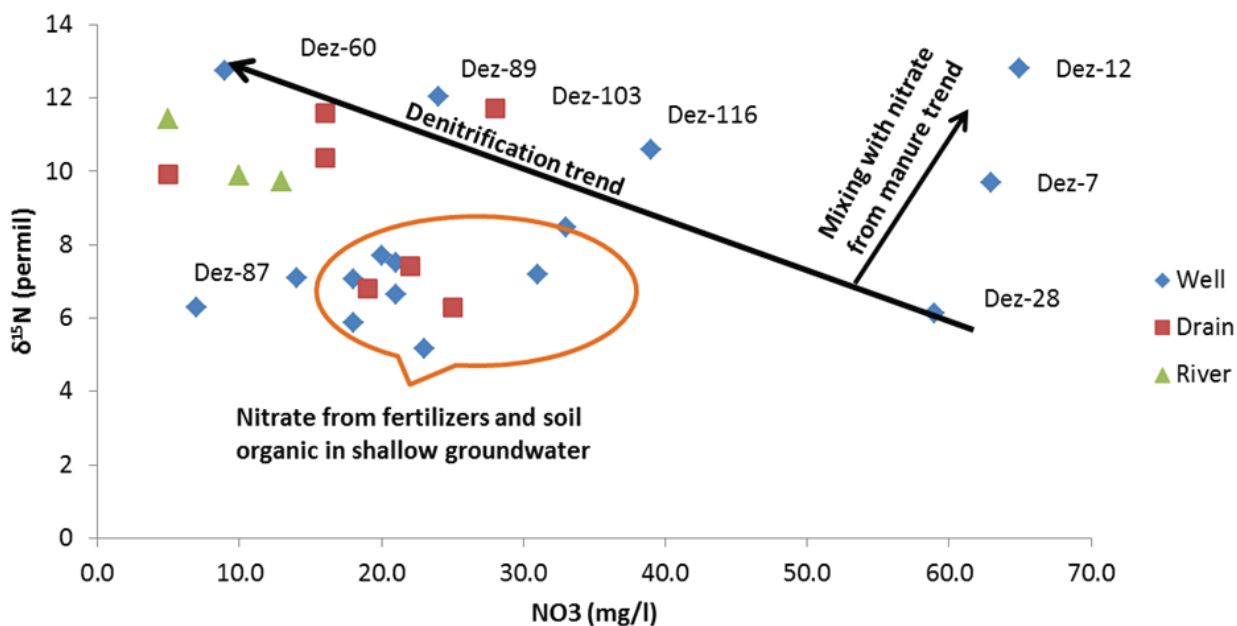 14
12
10
8
6
4
2
0
δ¹⁵N (permil)
0.0
10.0
20.0
30.0
40.0
50.0
60.0
70.0
NO3 (mg/l)
Dez-60
Dez-89
Dez-103
Dez-116
Dez-12
Dez-7
Dez-28
Dez-87
Denitrification trend
Mixing with nitrate
from manure trend
Nitrate from fertilizers and soil
organic in shallow groundwater
Well
Drain
River